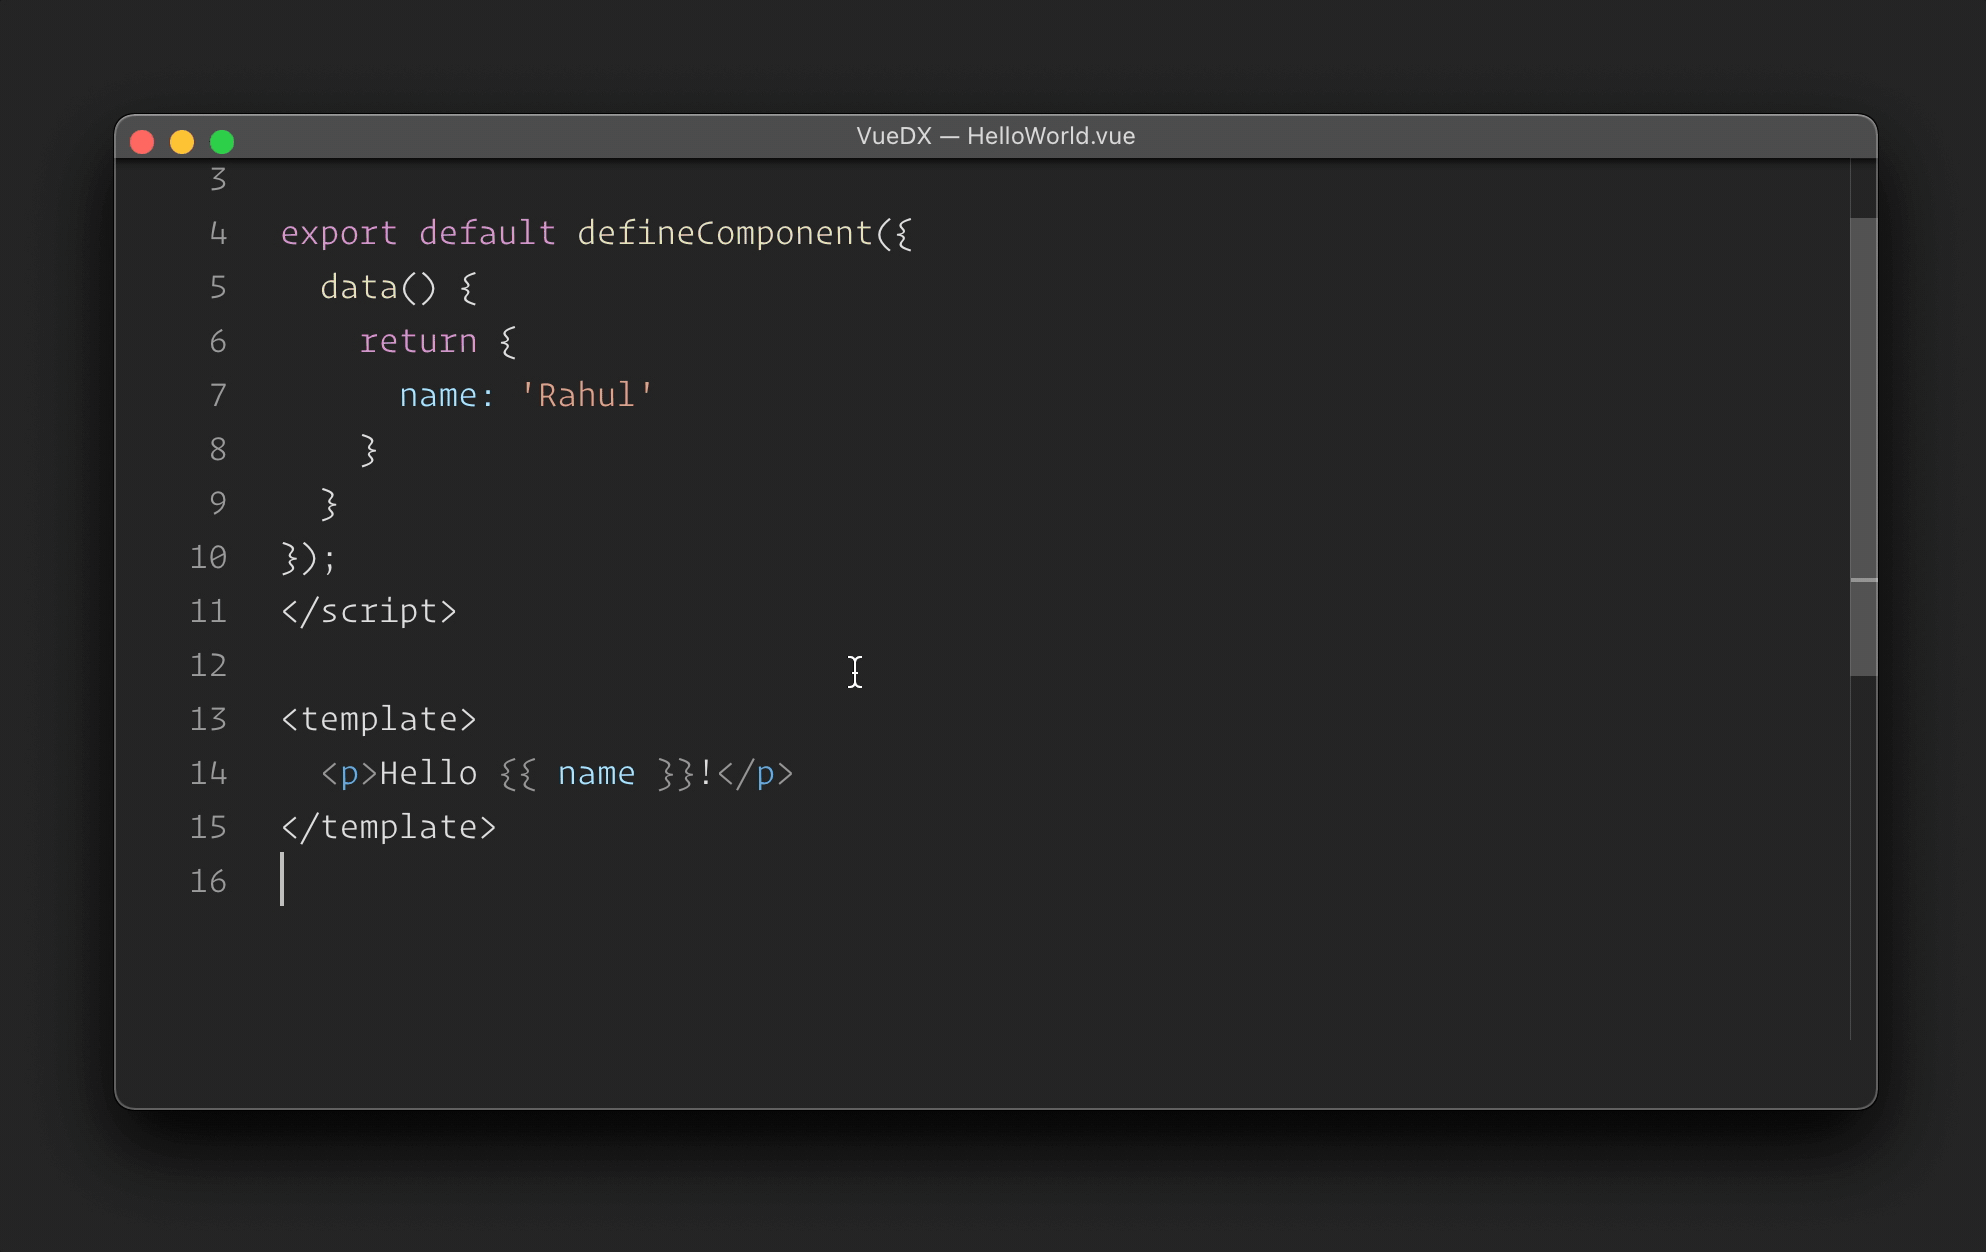 VueDX — HelloWorld.vue
3
4 export default defineComponent({
5   data() {
6     return {
7       name: 'Rahul'
8     }
9   }
10 });
11 </script>
12
13 <template>
14   <p>Hello {{ name }}!</p>
15 </template>
16